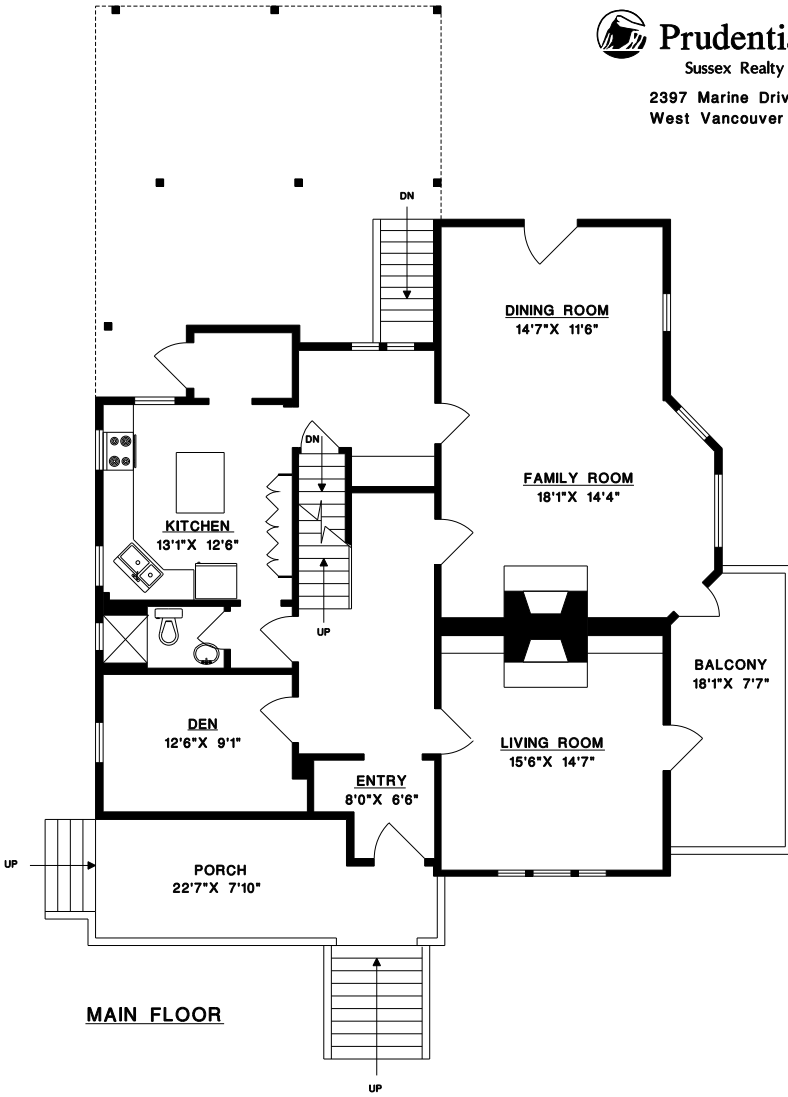 Prudentia
Sussex Realty
2397 Marine Driv
West Vancouver
DN
DINING ROOM
14'7"X 11'6"
DN
FAMILY ROOM
18'1"X 14'4"
KITCHEN
13'1"X 12'6"
UP
BALCONY
18'1"X 7'7"
DEN
12'6"X 9'1"
LIVING ROOM
15'6"X 14'7"
ENTRY
8'0"X 6'6"
UP
PORCH
22'7"X 7'10"
MAIN FLOOR
UP